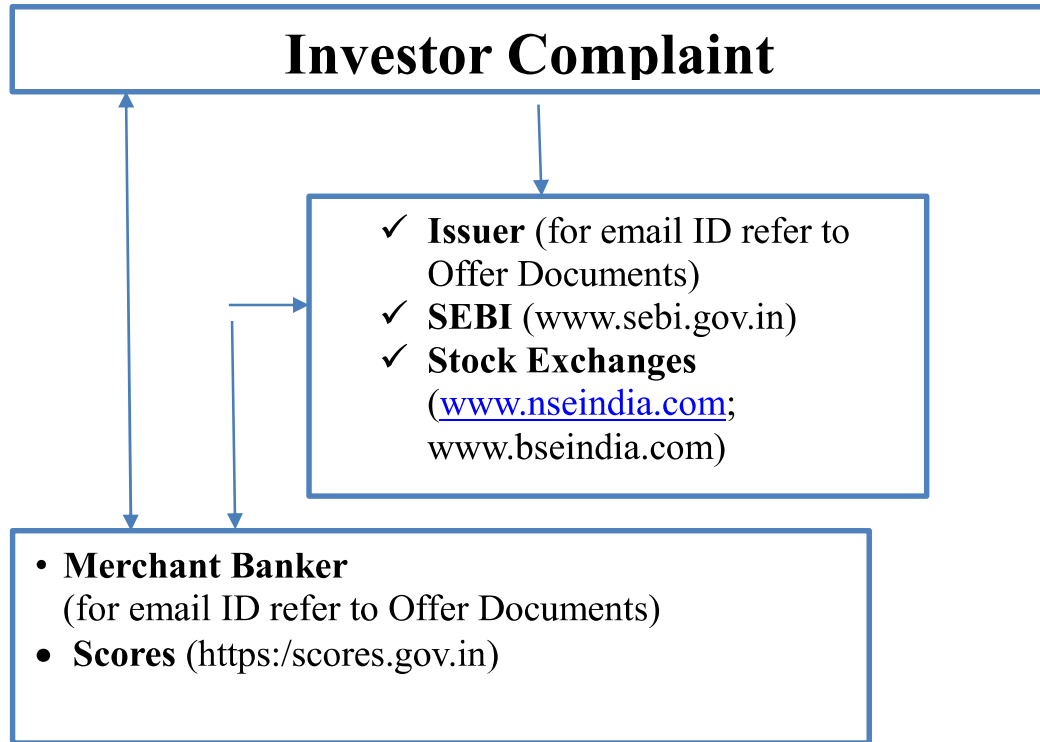 Investor Complaint
✓ Issuer (for email ID refer to
Offer Documents)
✓ SEBI (www.sebi.gov.in)
✓ Stock Exchanges
(www.nseindia.com;
www.bseindia.com)
• Merchant Banker
(for email ID refer to Offer Documents)
• Scores (https:/scores.gov.in)